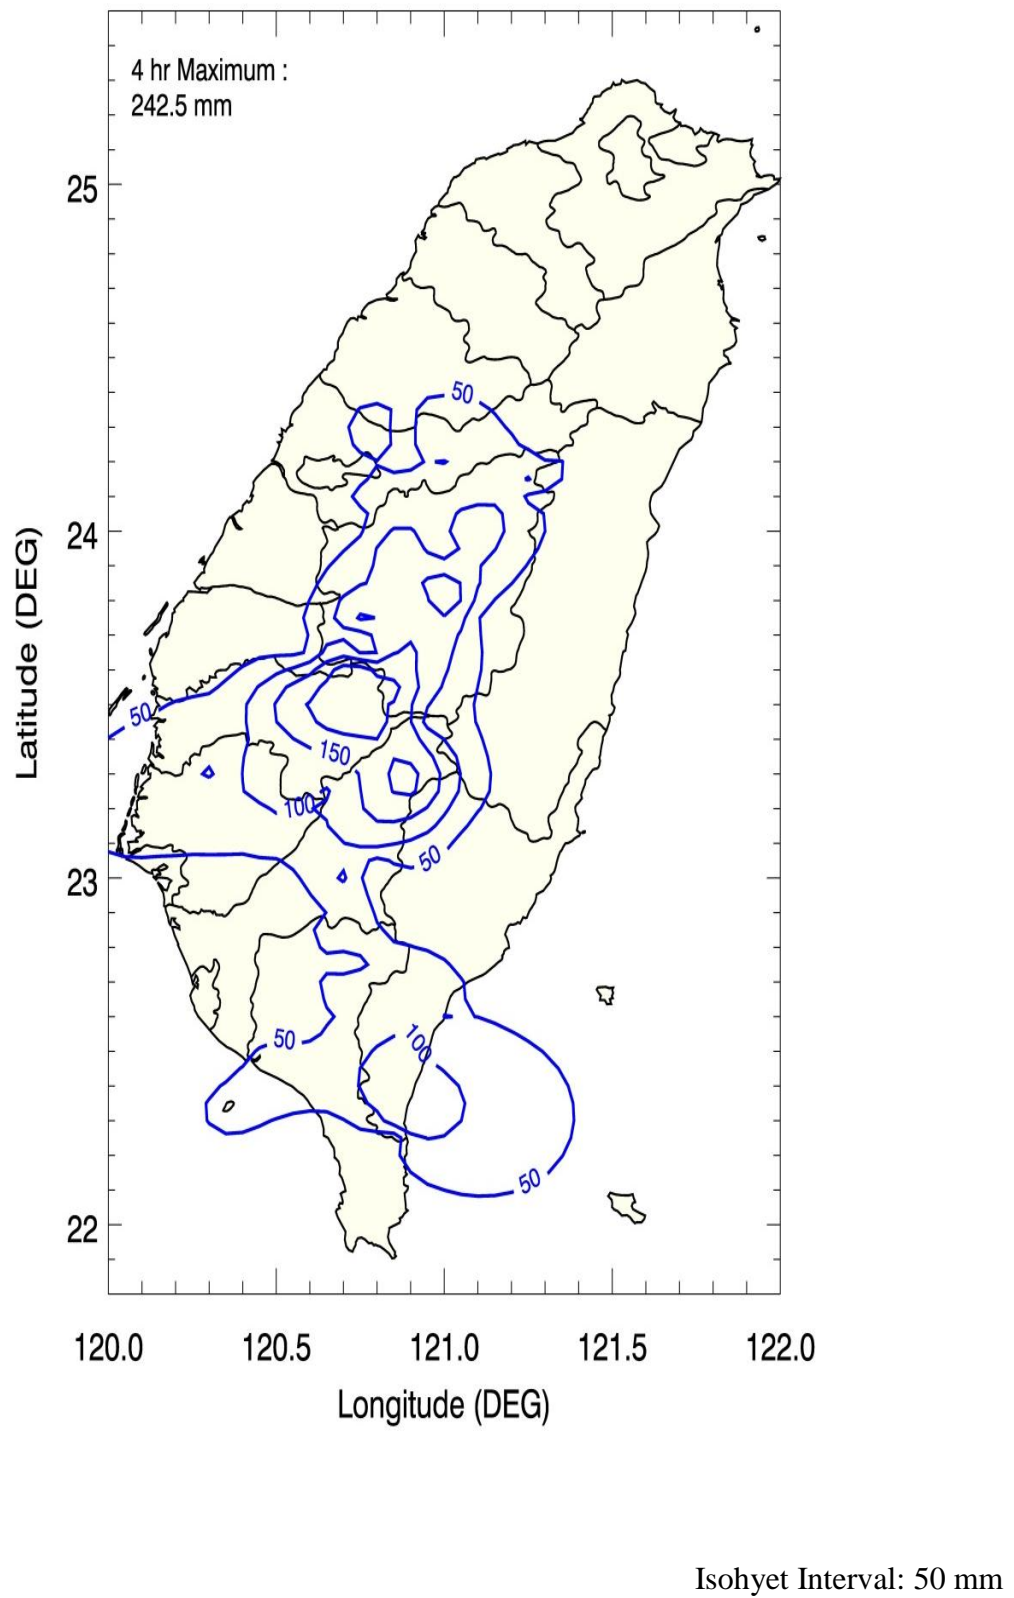 4 hr Maximum :
242.5 mm
25
50
24
50
150
100
23
50
100
50
50
22
120.0 120.5 121.0 121.5 122.0
Longitude (DEG)
Latitude (DEG)
Isohyet Interval: 50 mm